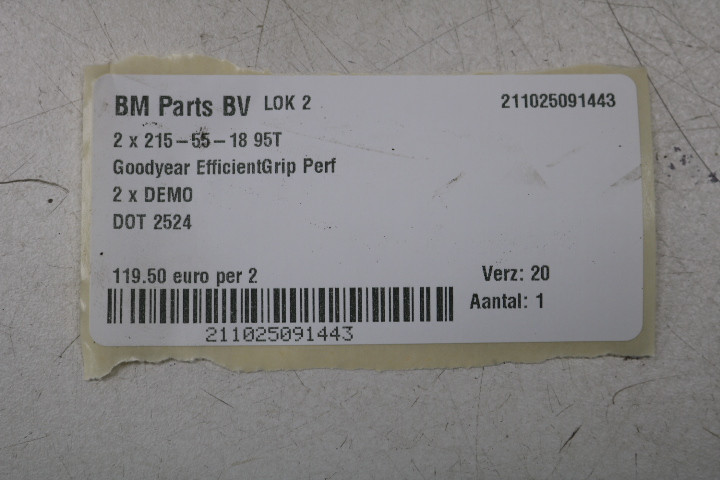 BM Parts BV LOK 2 211025091443
2 x 215-55-18 95T
Goodyear EfficientGrip Perf
2 x DEMO
DOT 2524
119.50 euro per 2 Verz: 20
Aantal: 1
211025091443